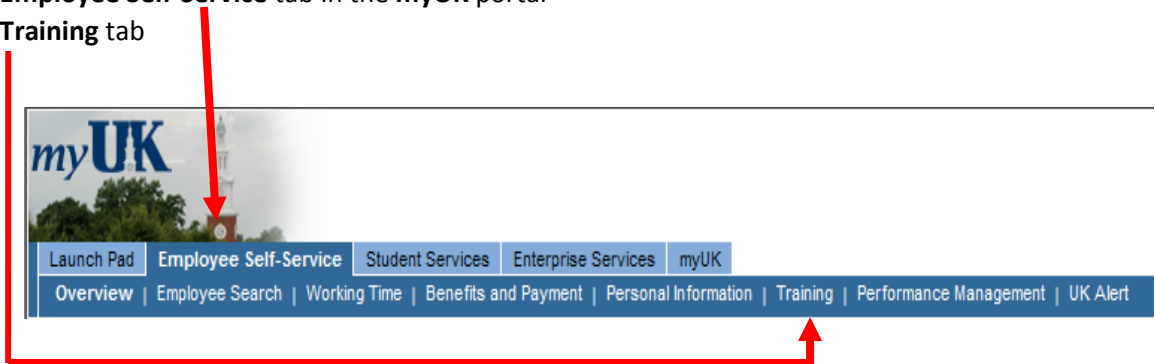 Employee Self-Service tab in the myUK portal
Training tab
myUK
Launch Pad Employee Self-Service Student Services Enterprise Services myUK
Overview | Employee Search | Working Time | Benefits and Payment | Personal Information | Training | Performance Management | UK Alert